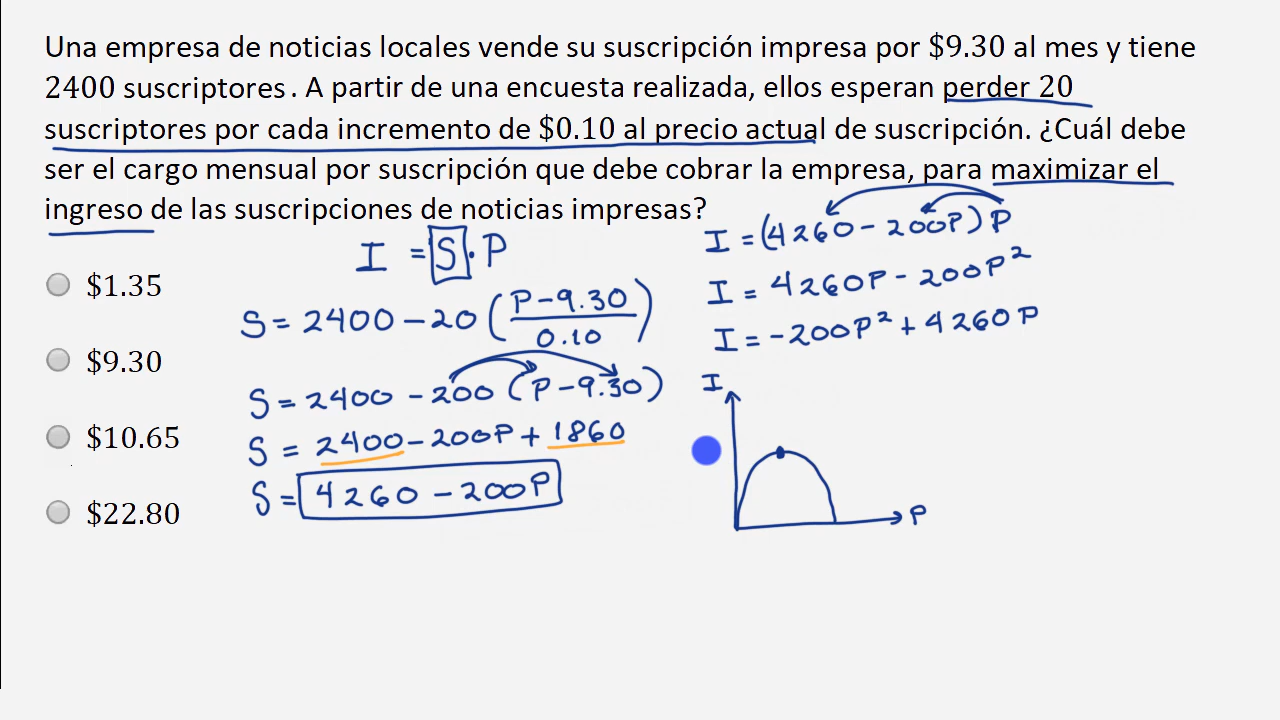 Una empresa de noticias locales vende su suscripción impresa por $9.30 al mes y tiene
2400 suscriptores. A partir de una encuesta realizada, ellos esperan perder 20
suscriptores por cada incremento de $0.10 al precio actual de suscripción. ¿Cuál debe
ser el cargo mensual por suscripción que debe cobrar la empresa, para maximizar el
ingreso de las suscripciones de noticias impresas?
$1.35
$9.30
$10.65
$22.80
I = S · P
S = 2400 - 20 ( P - 9.30 / 0.10 )
S = 2400 - 200 (P - 9.30)
S = 2400 - 200P + 1860
S = 4260 - 200P
I = (4260 - 200P) P
I = 4260P - 200P²
I = -200P² + 4260P
I
P